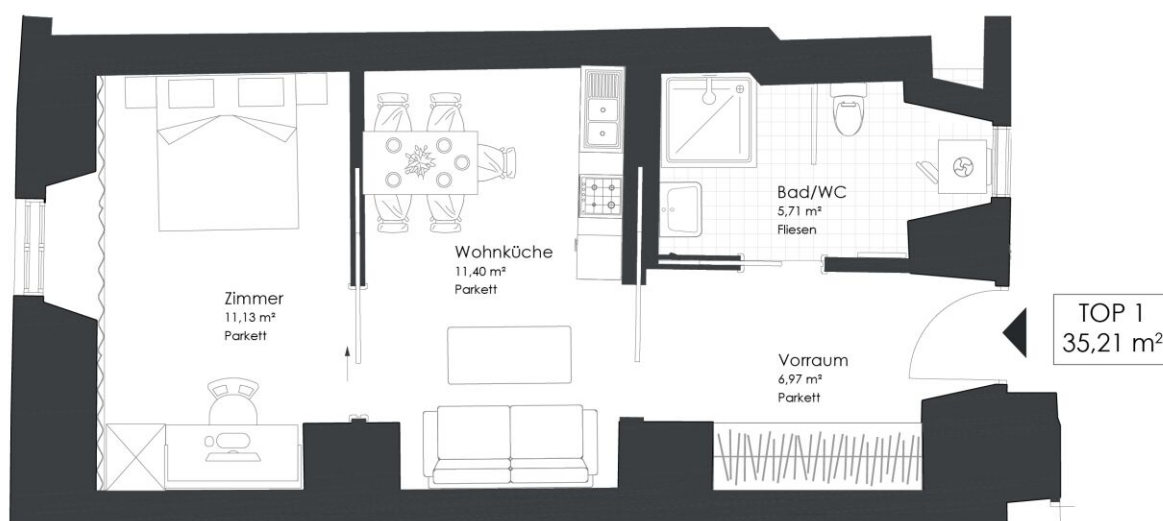 Zimmer
11,13 m²
Parkett
Wohnküche
11,40 m²
Parkett
Bad/WC
5,71 m²
Fliesen
Vorraum
6,97 m²
Parkett
TOP 1
35,21 m²